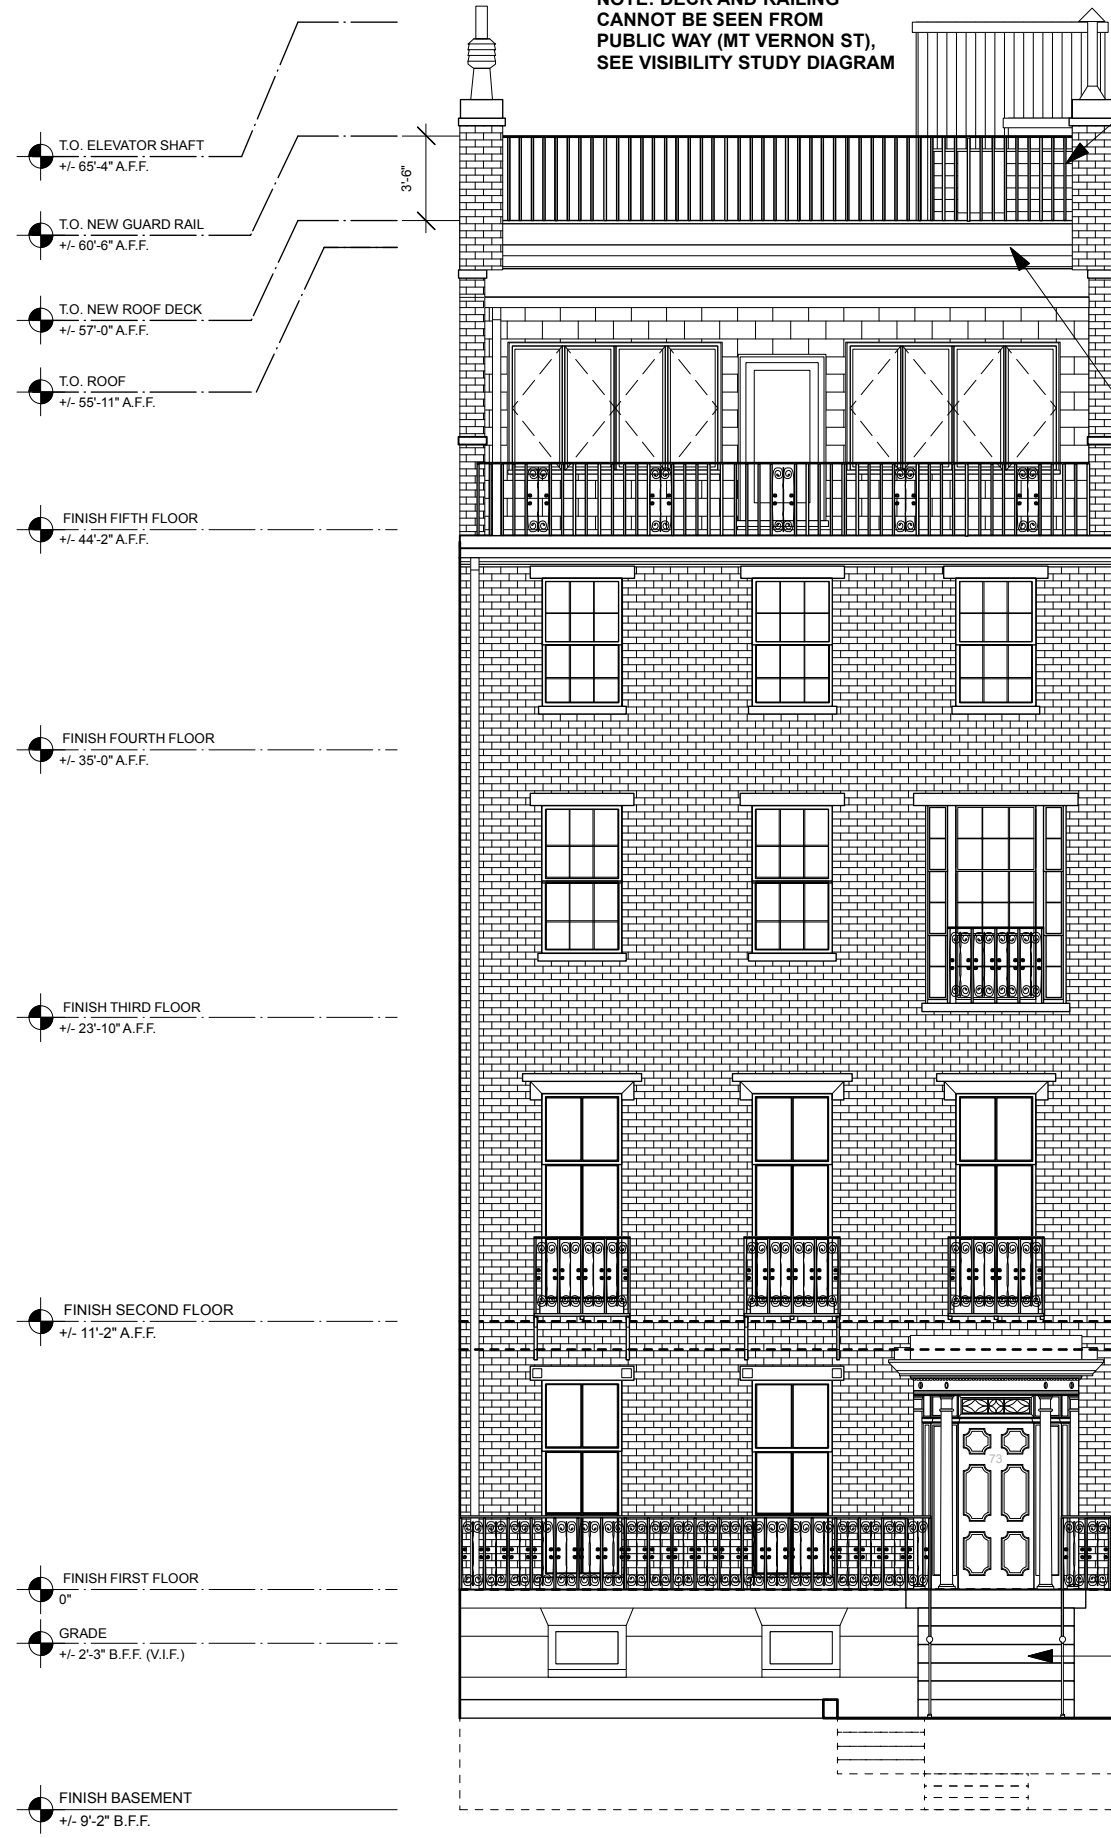 NOTE: DECK AND RAILING
CANNOT BE SEEN FROM
PUBLIC WAY (MT VERNON ST),
SEE VISIBILITY STUDY DIAGRAM
T.O. ELEVATOR SHAFT
+/- 65'-4" A.F.F.
3'-6"
T.O. NEW GUARD RAIL
+/- 60'-6" A.F.F.
T.O. NEW ROOF DECK
+/- 57'-0" A.F.F.
T.O. ROOF
+/- 55'-11" A.F.F.
FINISH FIFTH FLOOR
+/- 44'-2" A.F.F.
FINISH FOURTH FLOOR
+/- 35'-0" A.F.F.
FINISH THIRD FLOOR
+/- 23'-10" A.F.F.
FINISH SECOND FLOOR
+/- 11'-2" A.F.F.
73
FINISH FIRST FLOOR
0"
GRADE
+/- 2'-3" B.F.F. (V.I.F.)
FINISH BASEMENT
+/- 9'-2" B.F.F.